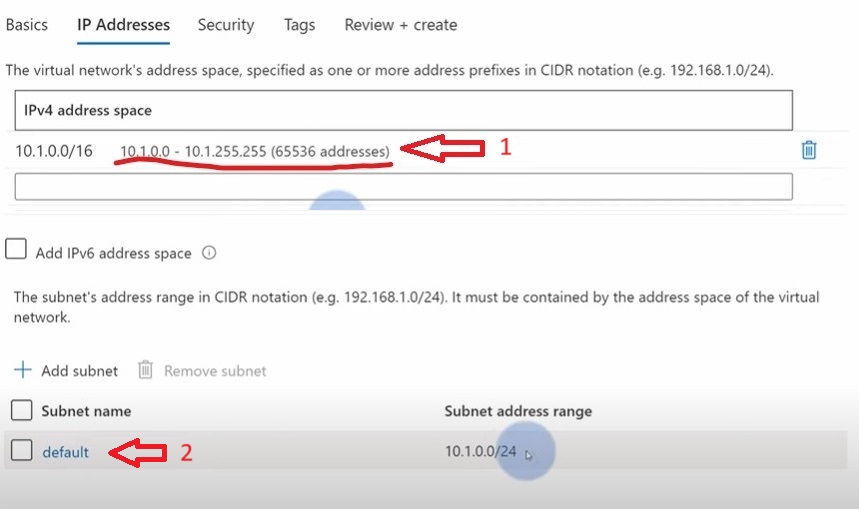 Basics IP Addresses Security Tags Review + create
The virtual network's address space, specified as one or more address prefixes in CIDR notation (e.g. 192.168.1.0/24).
IPv4 address space
10.1.0.0/16 10.1.0.0 - 10.1.255.255 (65536 addresses) 1
Add IPv6 address space
The subnet's address range in CIDR notation (e.g. 192.168.1.0/24). It must be contained by the address space of the virtual
network.
+ Add subnet Remove subnet
Subnet name Subnet address range
default 2 10.1.0.0/24